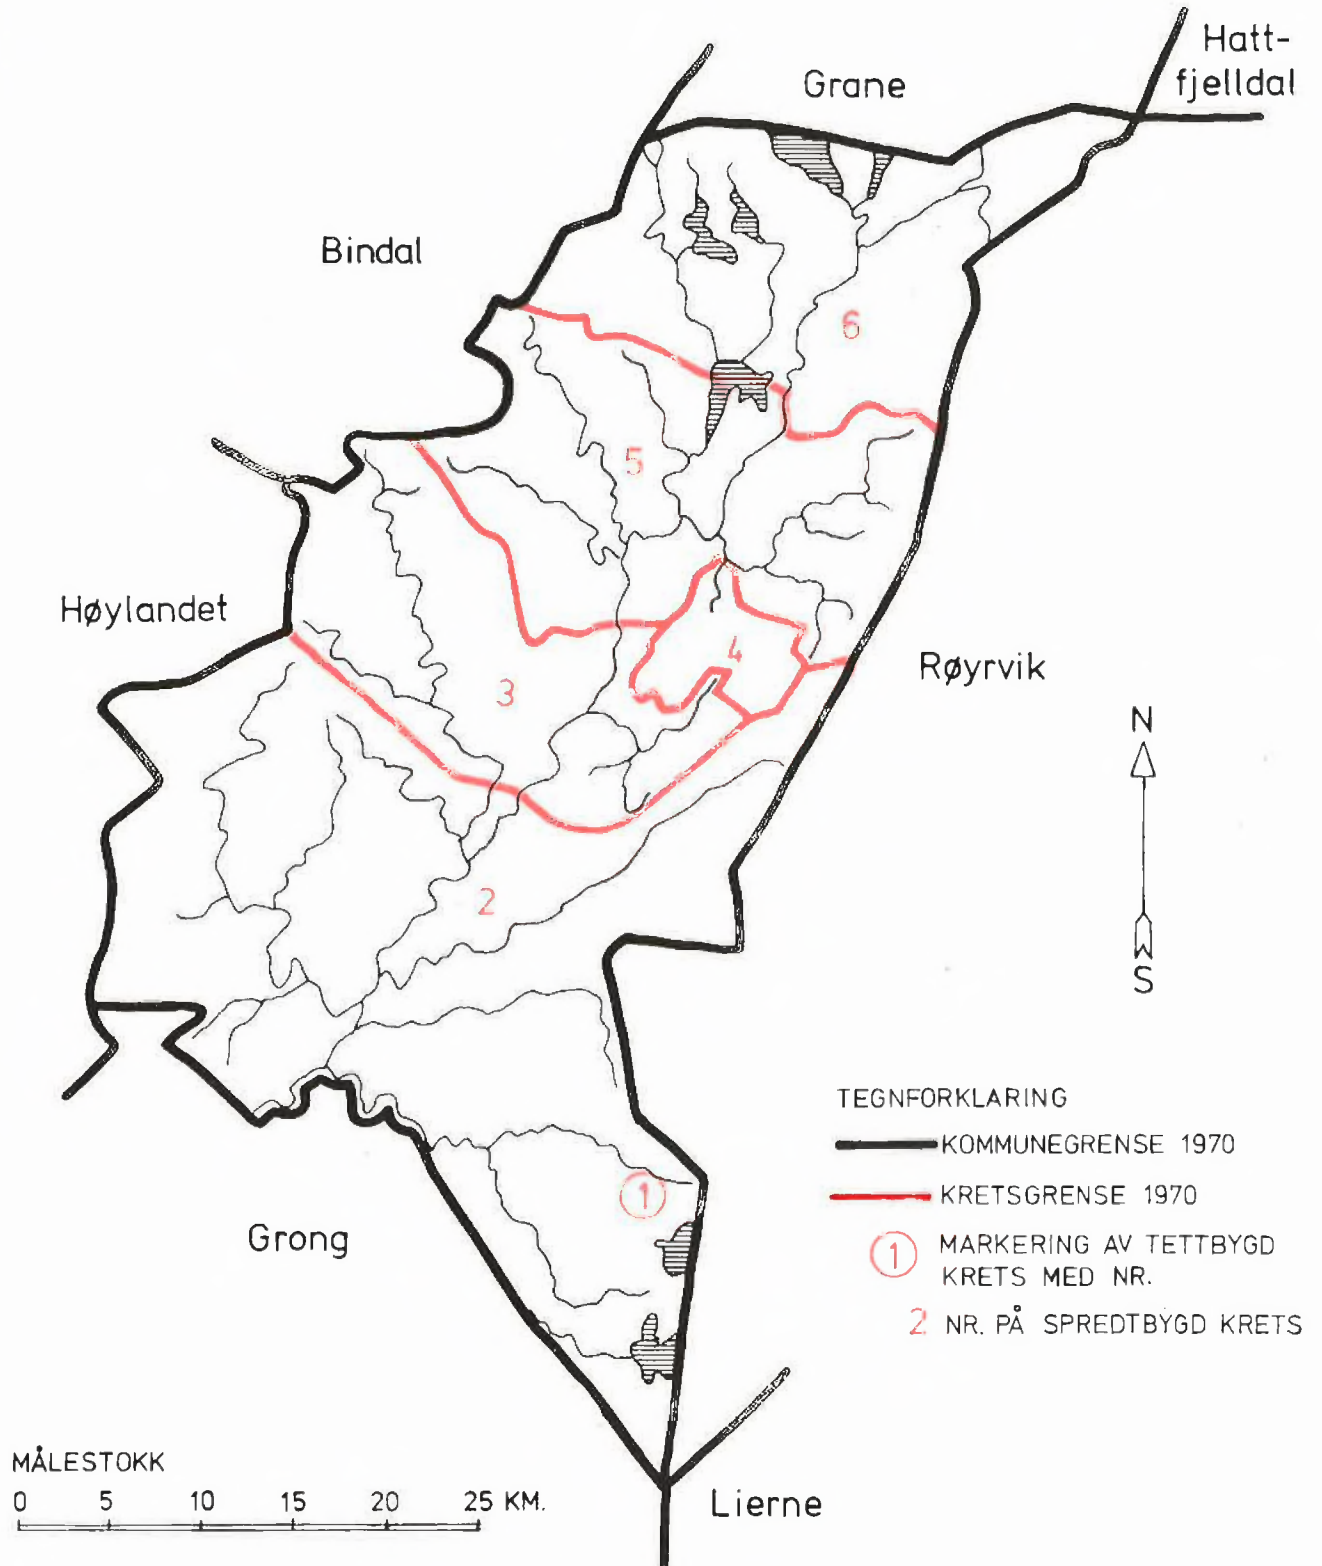 Hatt-
fjelldal
Grane
Bindal
6
5
Høylandet
4
Røyrvik
3
N
2
S
TEGNFORKLARING
KOMMUNEGRENSE 1970
KRETSGRENSE 1970
1
Grong
1 MARKERING AV TETTBYGD
KRETS MED NR.
2 NR. PÅ SPREDTBYGD KRETS
MÅLESTOKK
0 5 10 15 20 25 KM.
Lierne